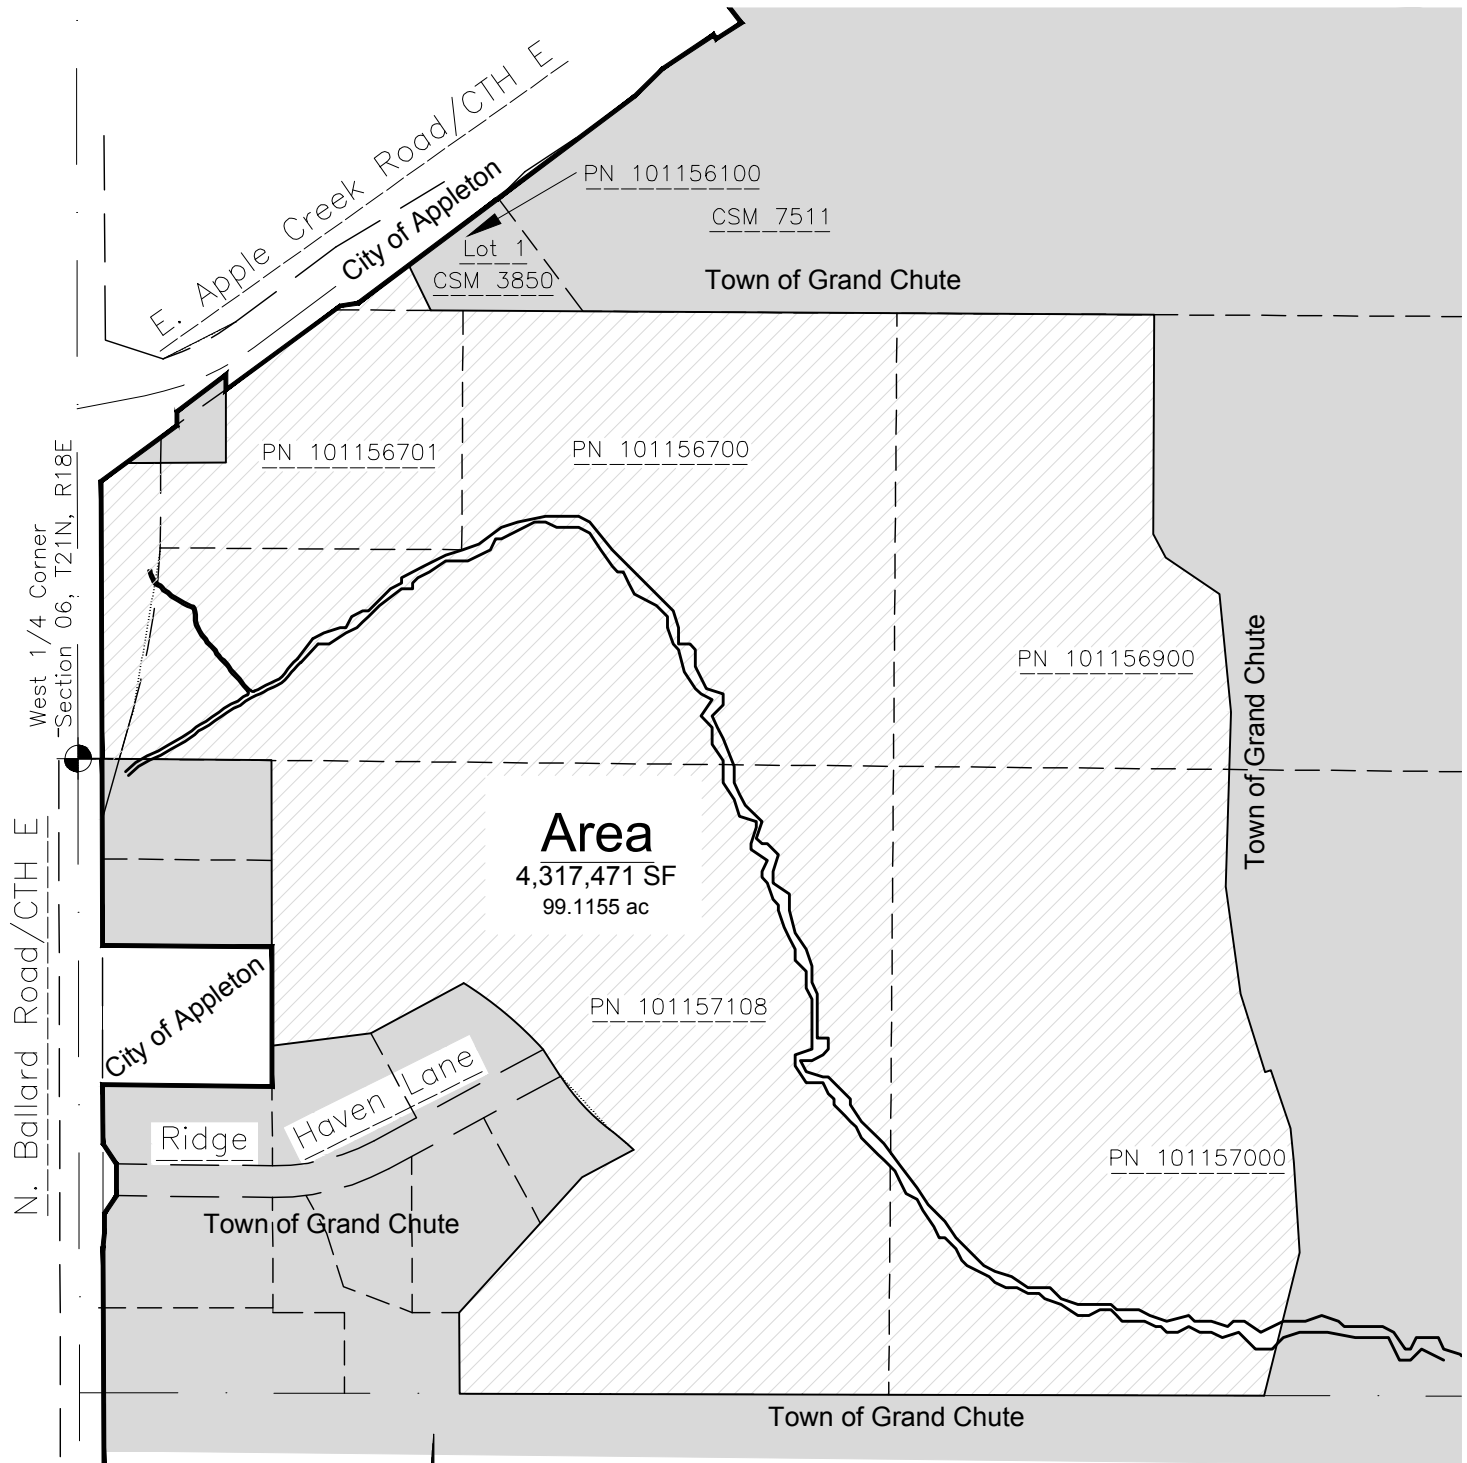 E. Apple Creek Road/CTH E
City of Appleton
PN 101156100
CSM 7511
Lot 1
CSM 3850
Town of Grand Chute
PN 101156701
PN 101156700
West 1/4 Corner
Section 06, T21N, R18E
PN 101156900
Town of Grand Chute
Area
4,317,471 SF
99.1155 ac
N. Ballard Road/CTH E
City of Appleton
PN 101157108
Ridge Haven Lane
PN 101157000
Town of Grand Chute
Town of Grand Chute